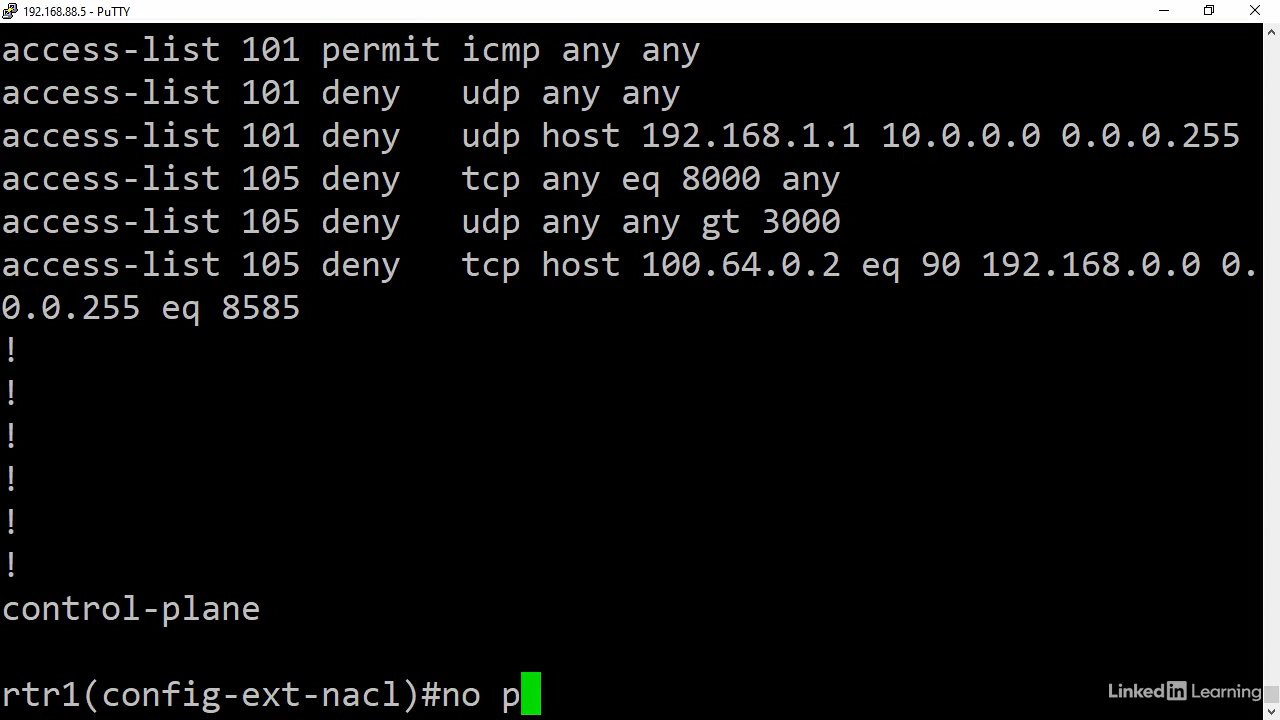 192.168.88.5 - PuTTY
access-list 101 permit icmp any any
access-list 101 deny   udp any any
access-list 101 deny   udp host 192.168.1.1 10.0.0.0 0.0.0.255
access-list 105 deny   tcp any eq 8000 any
access-list 105 deny   udp any any gt 3000
access-list 105 deny   tcp host 100.64.0.2 eq 90 192.168.0.0 0.
0.0.255 eq 8585
!
!
!
!
!
!
control-plane
rtr1(config-ext-nacl)#no p
Linked in Learning